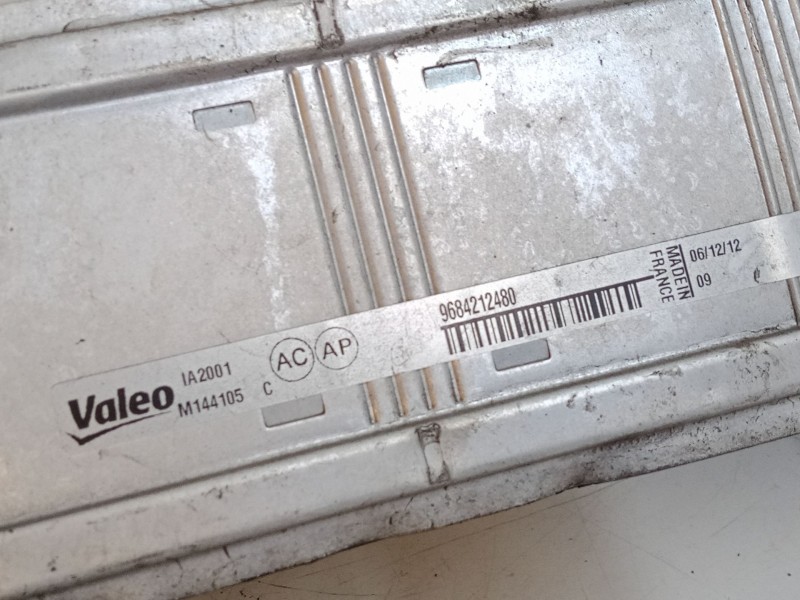 Valeo
IA2001
M144105 C
AC AP
9684212480
MADE IN
FRANCE
06/12/12
09